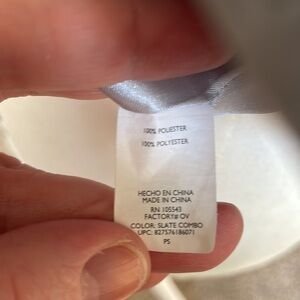 100% POLIESTER
100% POLYESTER
HECHO EN CHINA
MADE IN CHINA
RN 105543
FACTORY# OV
COLOR: SLATE COMBO
UPC: 827576186071
PS